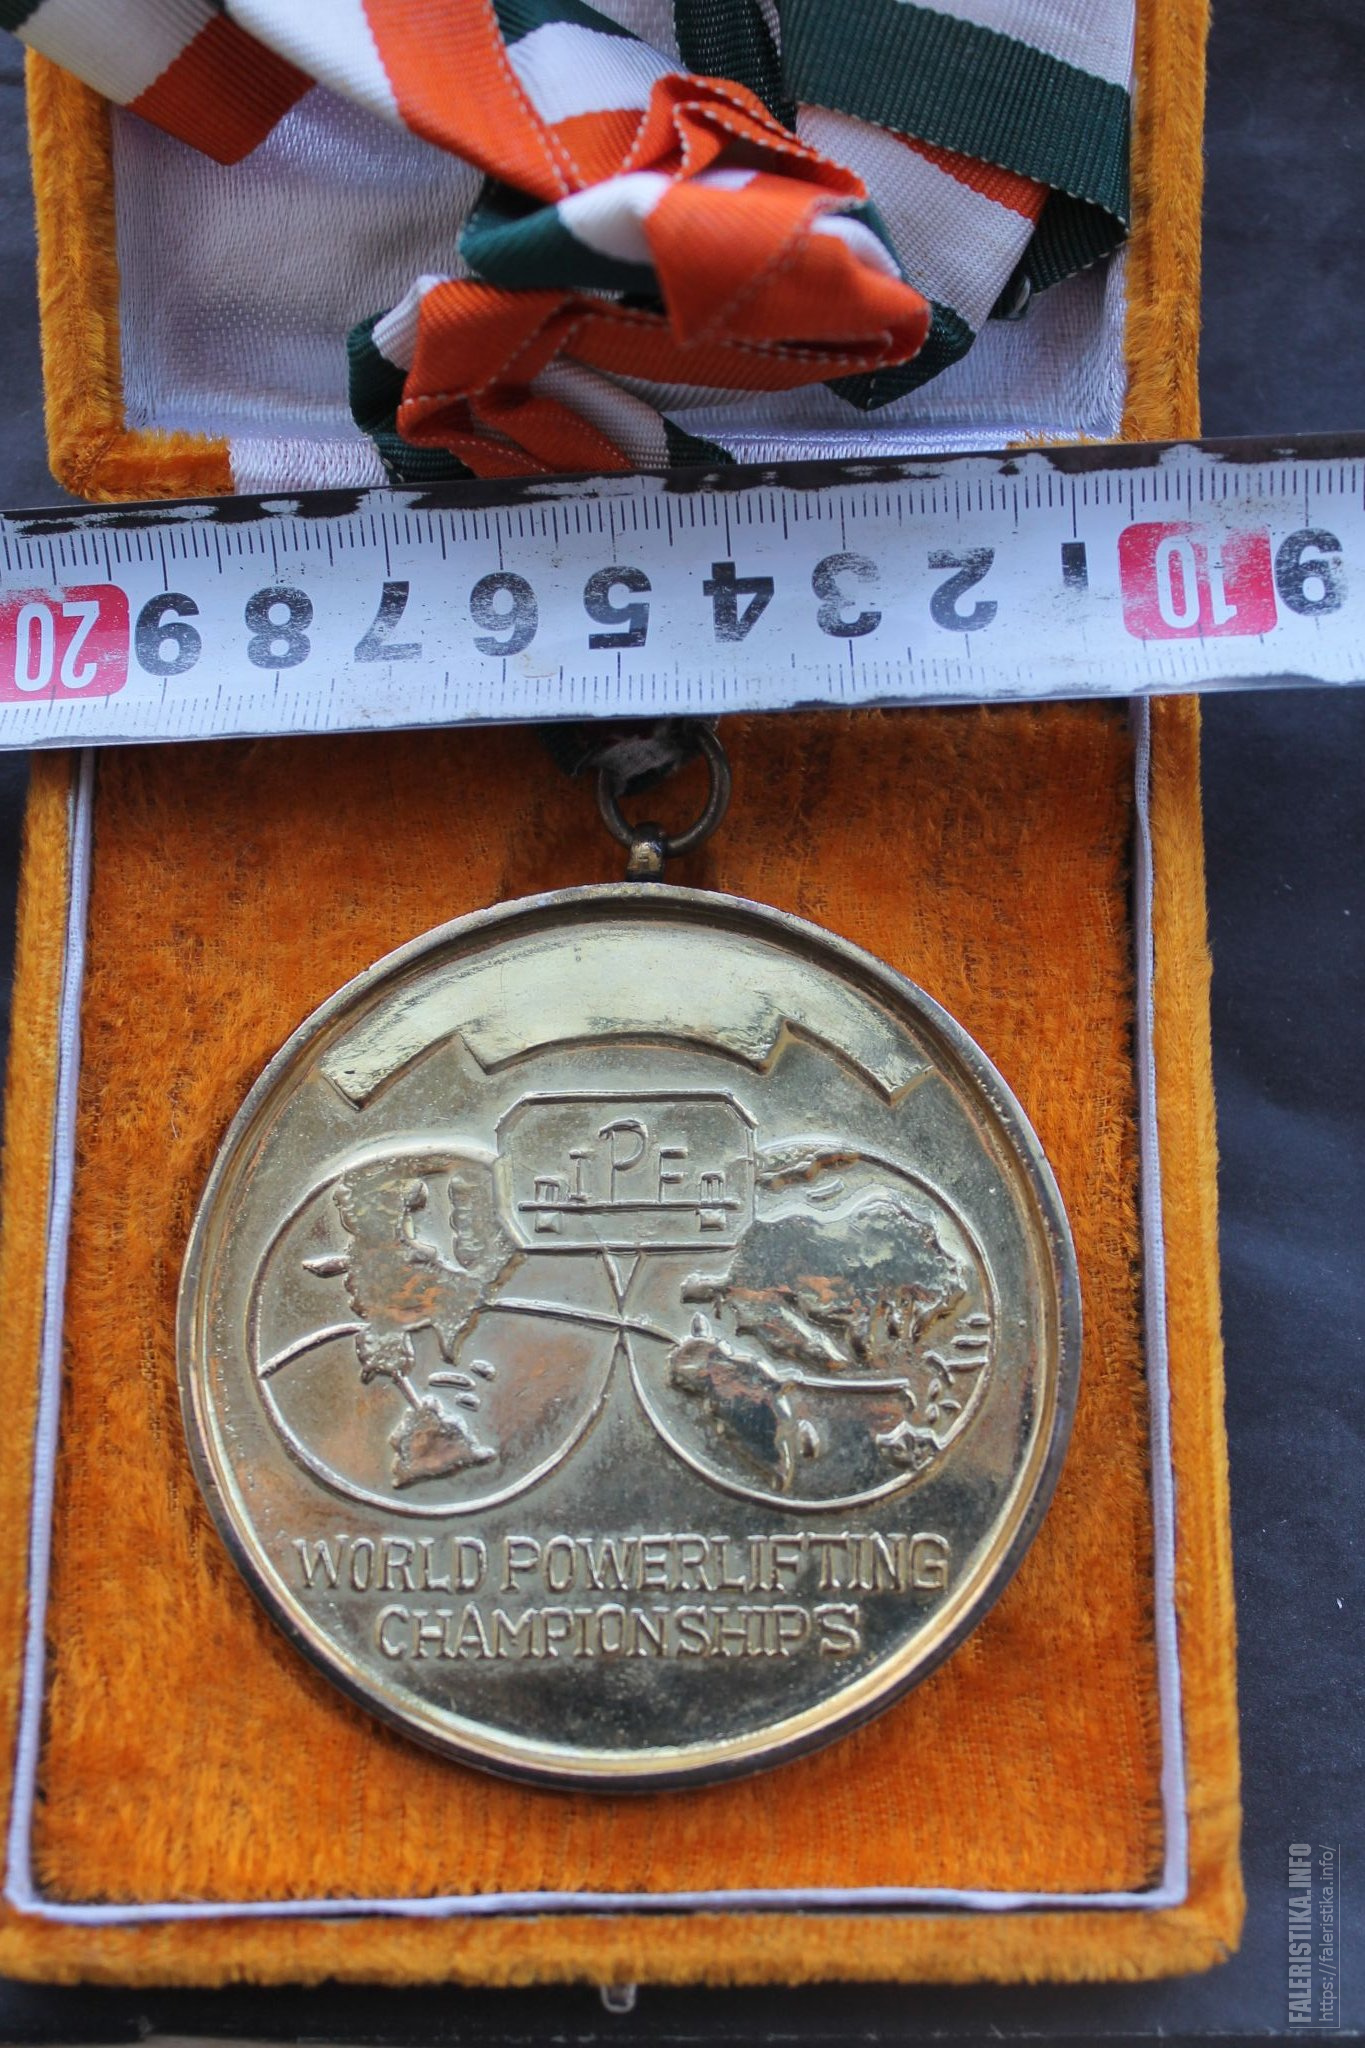 20 9 8 7 6 5 4 3 2 1 10 9
IPF
WORLD POWERLIFTING
CHAMPIONSHIPS
FALERISTIKA.INFO
https://faleristika.info/